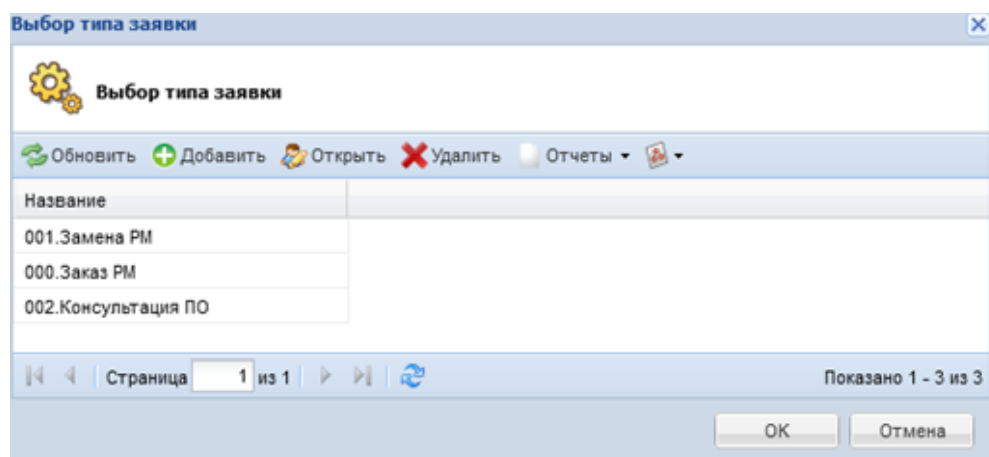 Выбор типа заявки
Выбор типа заявки
Обновить Добавить Открыть Удалить Отчеты
Название
001.Замена РМ
000.Заказ РМ
002.Консультация ПО
Страница 1 из 1 Показано 1 - 3 из 3
ОК Отмена